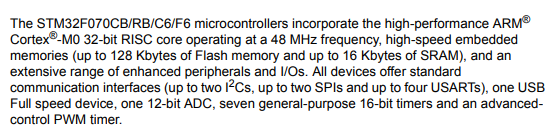 The STM32F070CB/RB/C6/F6 microcontrollers incorporate the high-performance ARM®
Cortex®-M0 32-bit RISC core operating at a 48 MHz frequency, high-speed embedded
memories (up to 128 Kbytes of Flash memory and up to 16 Kbytes of SRAM), and an
extensive range of enhanced peripherals and I/Os. All devices offer standard
communication interfaces (up to two I²Cs, up to two SPIs and up to four USARTs), one USB
Full speed device, one 12-bit ADC, seven general-purpose 16-bit timers and an advanced-
control PWM timer.